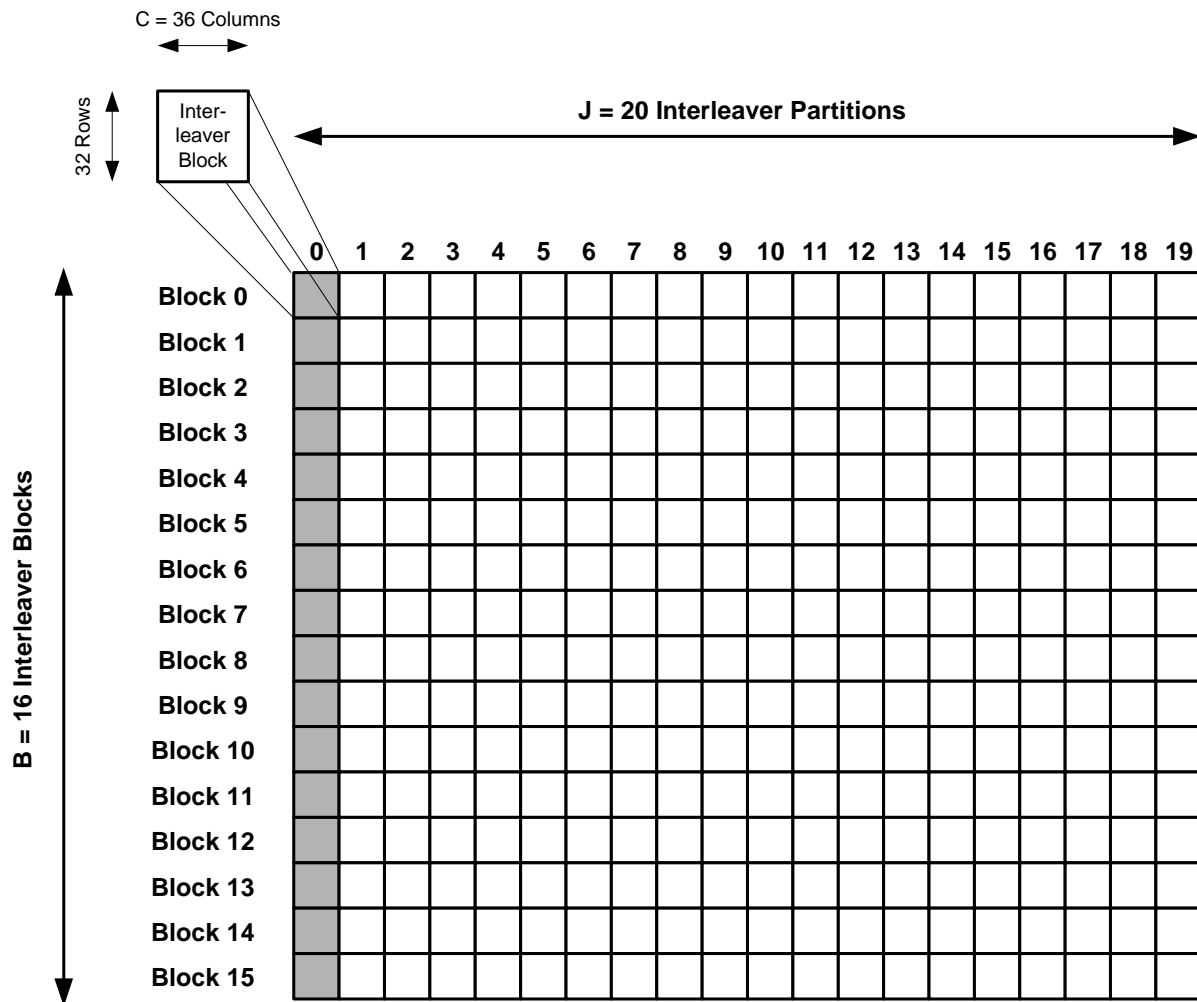 C = 36 Columns
32 Rows
Inter-
leaver
Block
J = 20 Interleaver Partitions
0 1 2 3 4 5 6 7 8 9 10 11 12 13 14 15 16 17 18 19
B = 16 Interleaver Blocks
Block 0
Block 1
Block 2
Block 3
Block 4
Block 5
Block 6
Block 7
Block 8
Block 9
Block 10
Block 11
Block 12
Block 13
Block 14
Block 15